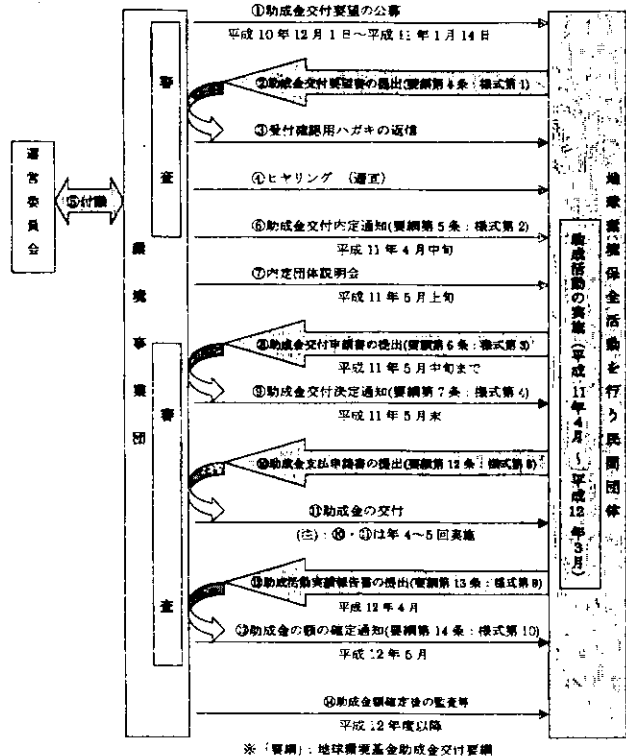 ①助成金交付要望の公募
平成10年12月1日～平成11年1月14日
②助成金交付要望書の提出(要綱第4条：様式第1)
③受付確認用ハガキの返信
④ヒヤリング （適宜）
⑤付議
⑥助成金交付内定通知(要綱第5条：様式第2)
平成11年4月中旬
⑦内定団体説明会
平成11年5月上旬
⑧助成金交付申請書の提出(要綱第6条：様式第3)
平成11年5月中旬まで
⑨助成金交付決定通知(要綱第7条：様式第4)
平成11年5月末
⑩助成金支払申請書の提出(要綱第12条：様式第8)
⑪助成金の交付
(注)：⑩・⑪は年4～5回実施
⑫助成活動実績報告書の提出(要綱第13条：様式第9)
平成12年4月
⑬助成金の額の確定通知(要綱第14条：様式第10)
平成12年5月
⑭助成金額確定後の監査等
平成12年度以降
運営委員会
審査
環境事業団
審査
助成活動の実施（平成11年4月～平成12年3月）
地球環境保全活動を行う民間団体
※「要綱」：地球環境基金助成金交付要綱